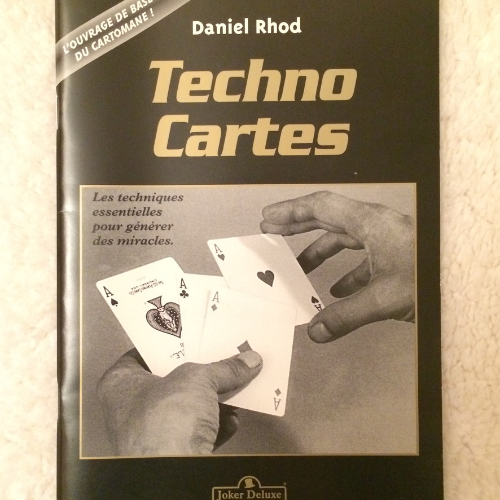 L'OUVRAGE DE BASE
DU CARTOMANE !
Daniel Rhod
Techno
Cartes
Les techniques
essentielles
pour générer
des miracles.
A
A
A
A
A
A
Joker Deluxe